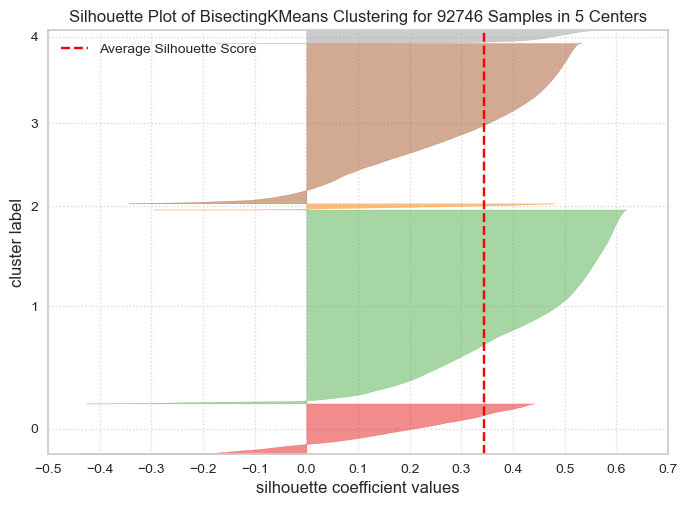 Silhouette Plot of BisectingKMeans Clustering for 92746 Samples in 5 Centers
Average Silhouette Score
cluster label
4
3
2
1
0
−0.5 −0.4 −0.3 −0.2 −0.1 0.0 0.1 0.2 0.3 0.4 0.5 0.6 0.7
silhouette coefficient values